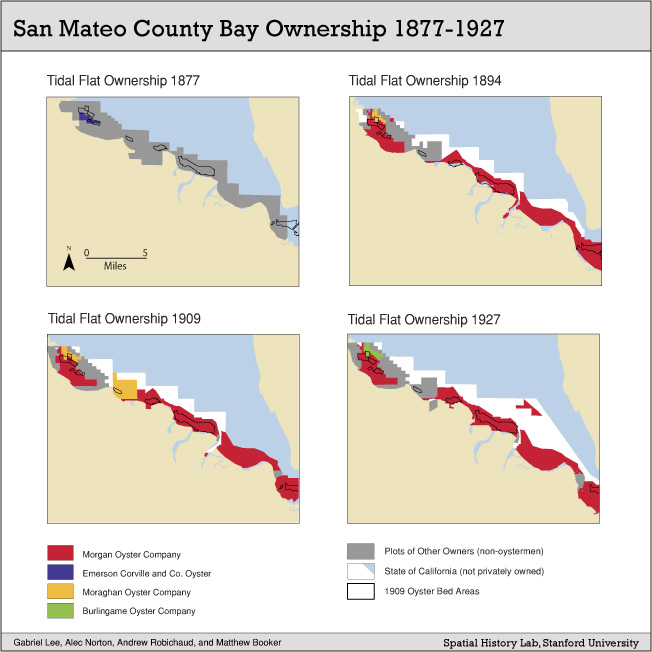 San Mateo County Bay Ownership 1877-1927
Tidal Flat Ownership 1877
Tidal Flat Ownership 1894
N
0 5
Miles
Tidal Flat Ownership 1909
Tidal Flat Ownership 1927
Morgan Oyster Company
Emerson Corville and Co. Oyster
Moraghan Oyster Company
Burlingame Oyster Company
Plots of Other Owners (non-oystermen)
State of California (not privately owned)
1909 Oyster Bed Areas
Gabriel Lee, Alec Norton, Andrew Robichaud, and Matthew Booker
Spatial History Lab, Stanford University